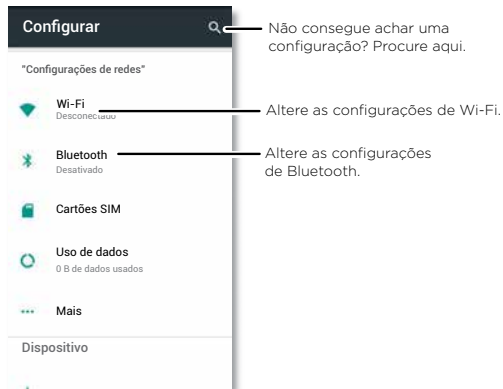 Configurar
Não consegue achar uma
configuração? Procure aqui.
"Configurações de redes"
Wi-Fi
Desconectado
Altere as configurações de Wi-Fi.
Bluetooth
Desativado
Altere as configurações
de Bluetooth.
Cartões SIM
Uso de dados
0 B de dados usados
Mais
Dispositivo